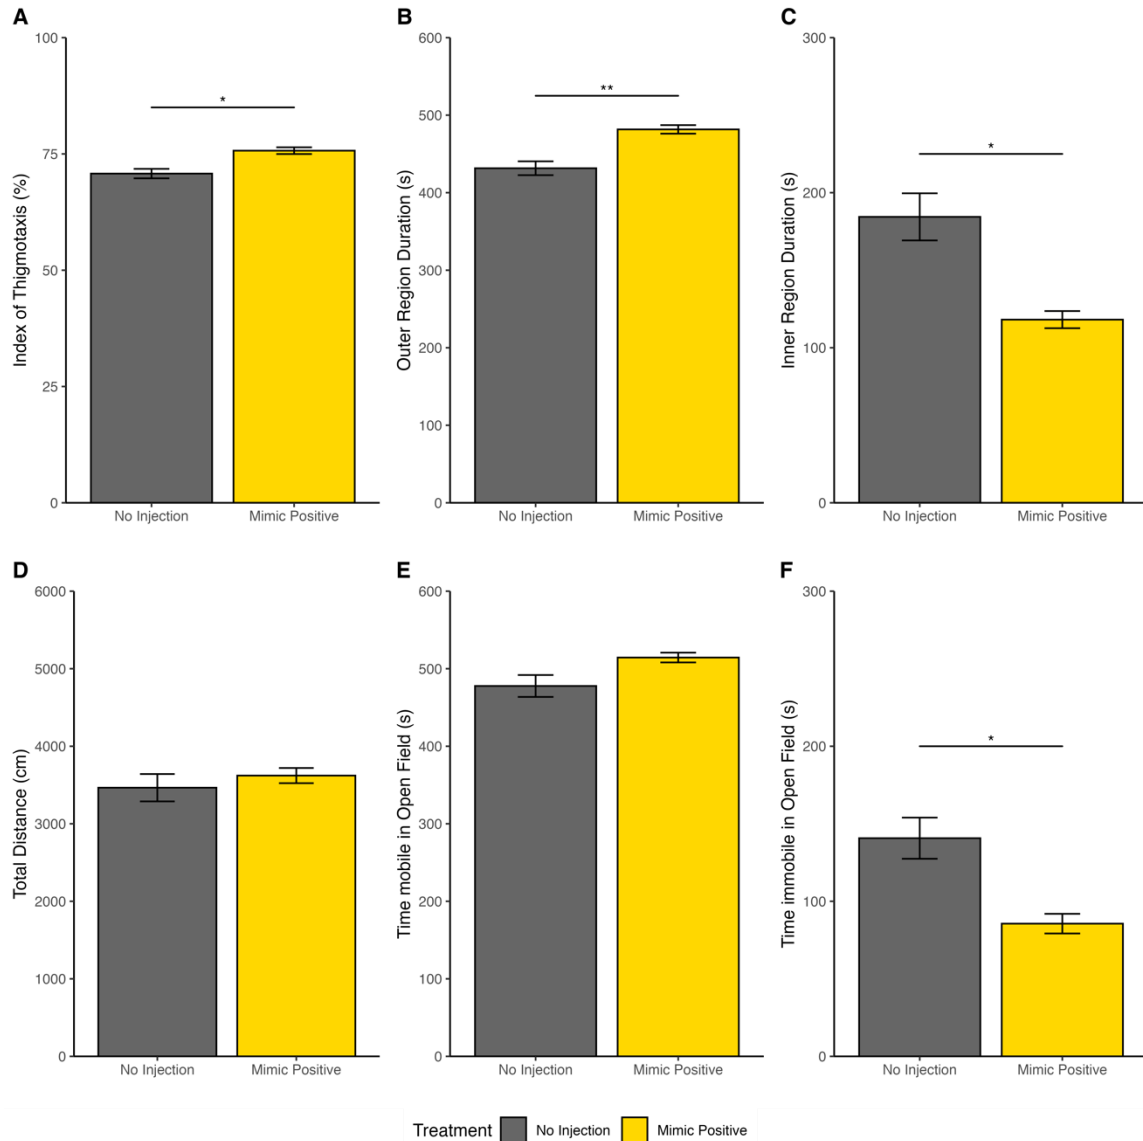 A
B
C
Index of Thigmotaxis (%)
100
75
50
25
0
*
No Injection
Mimic Positive
Outer Region Duration (s)
600
500
400
300
200
100
0
**
No Injection
Mimic Positive
Inner Region Duration (s)
300
200
100
0
*
No Injection
Mimic Positive
D
E
F
Total Distance (cm)
6000
5000
4000
3000
2000
1000
0
No Injection
Mimic Positive
Time mobile in Open Field (s)
600
500
400
300
200
100
0
No Injection
Mimic Positive
Time immobile in Open Field (s)
300
200
100
0
*
No Injection
Mimic Positive
Treatment No Injection Mimic Positive